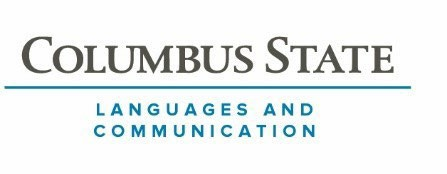 COLUMBUS STATE
LANGUAGES AND
COMMUNICATION